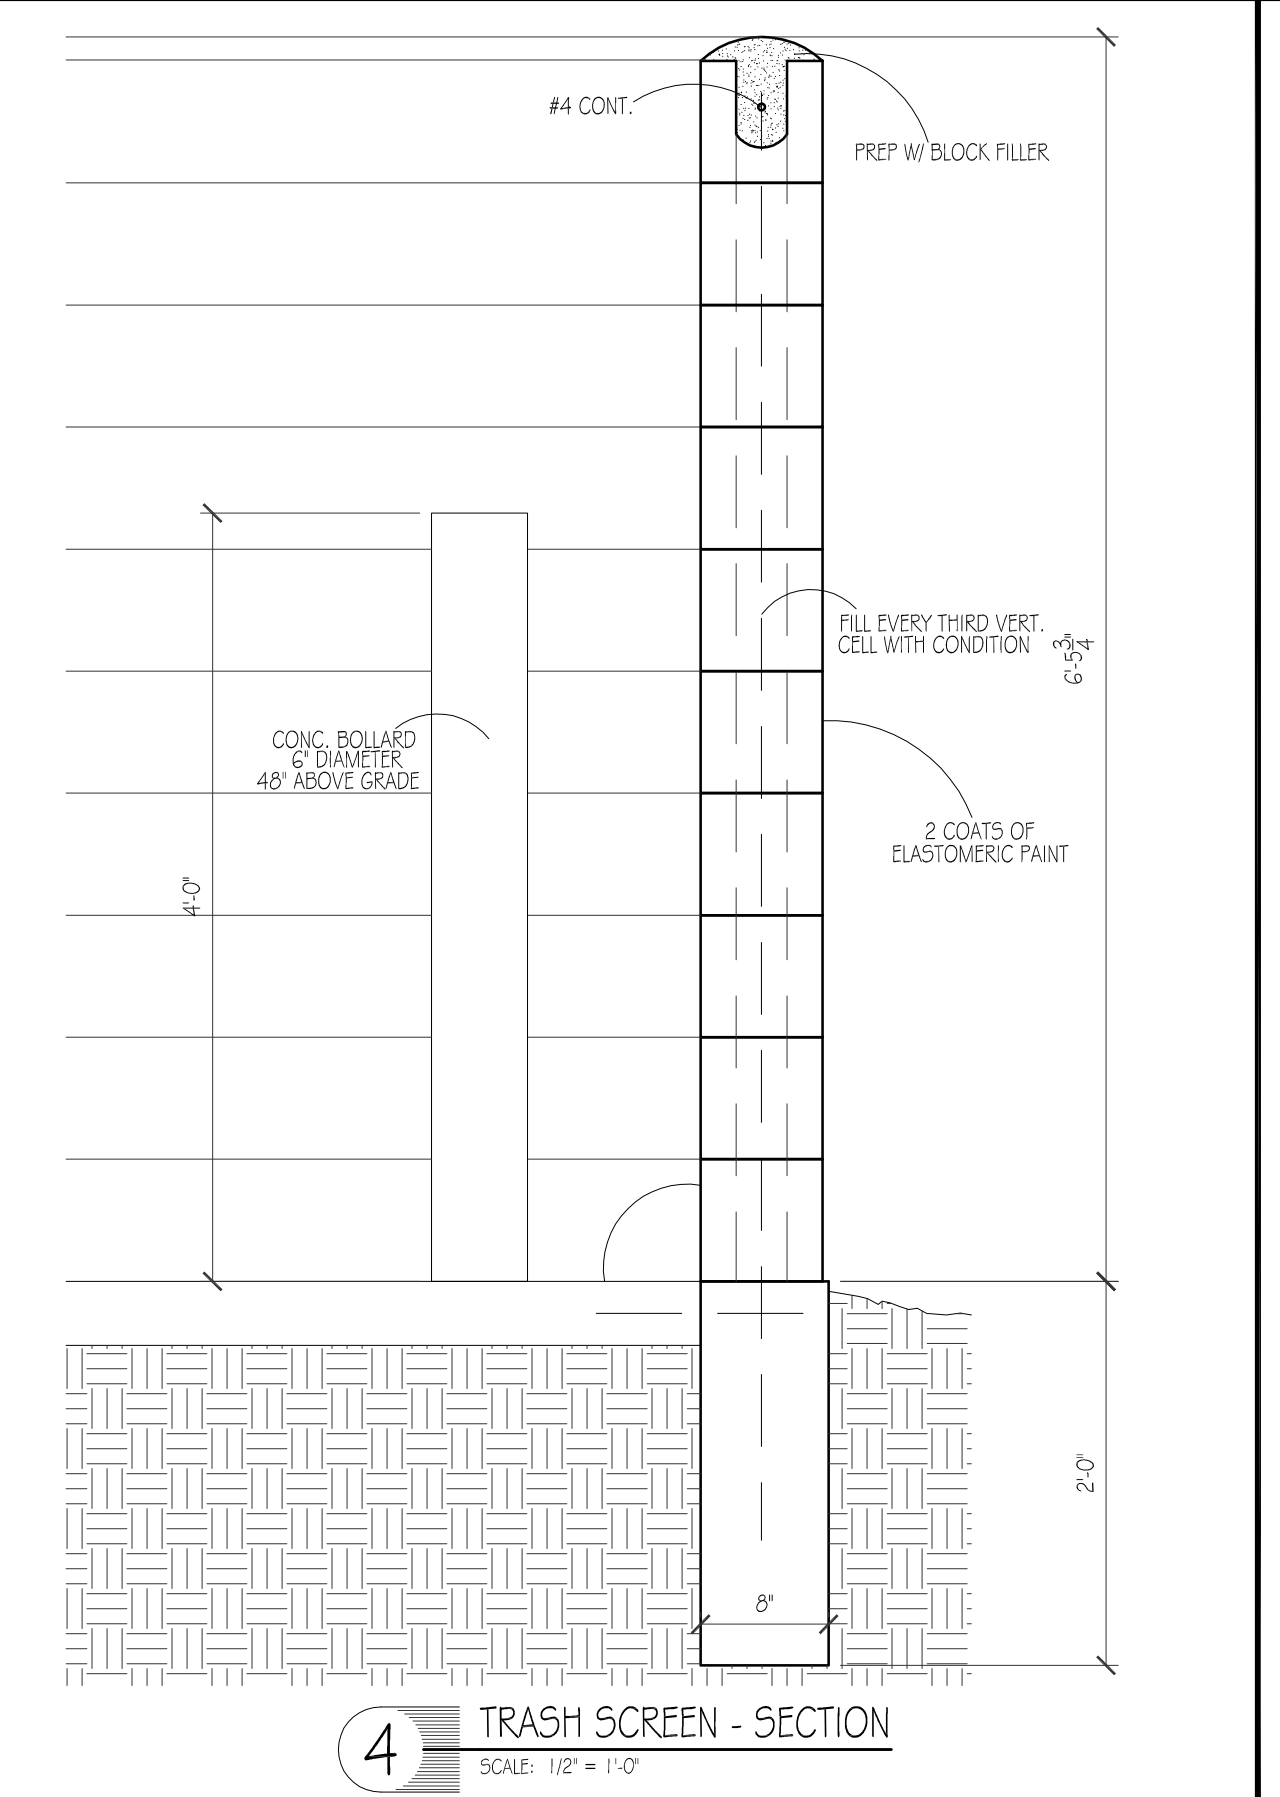 #4 CONT.
PREP W/ BLOCK FILLER
FILL EVERY THIRD VERT.
CELL WITH CONDITION
6'-5 3/4"
CONC. BOLLARD
6" DIAMETER
48" ABOVE GRADE
2 COATS OF
ELASTOMERIC PAINT
4'-0"
2'-0"
8"
4
TRASH SCREEN - SECTION
SCALE: 1/2" = 1'-0"